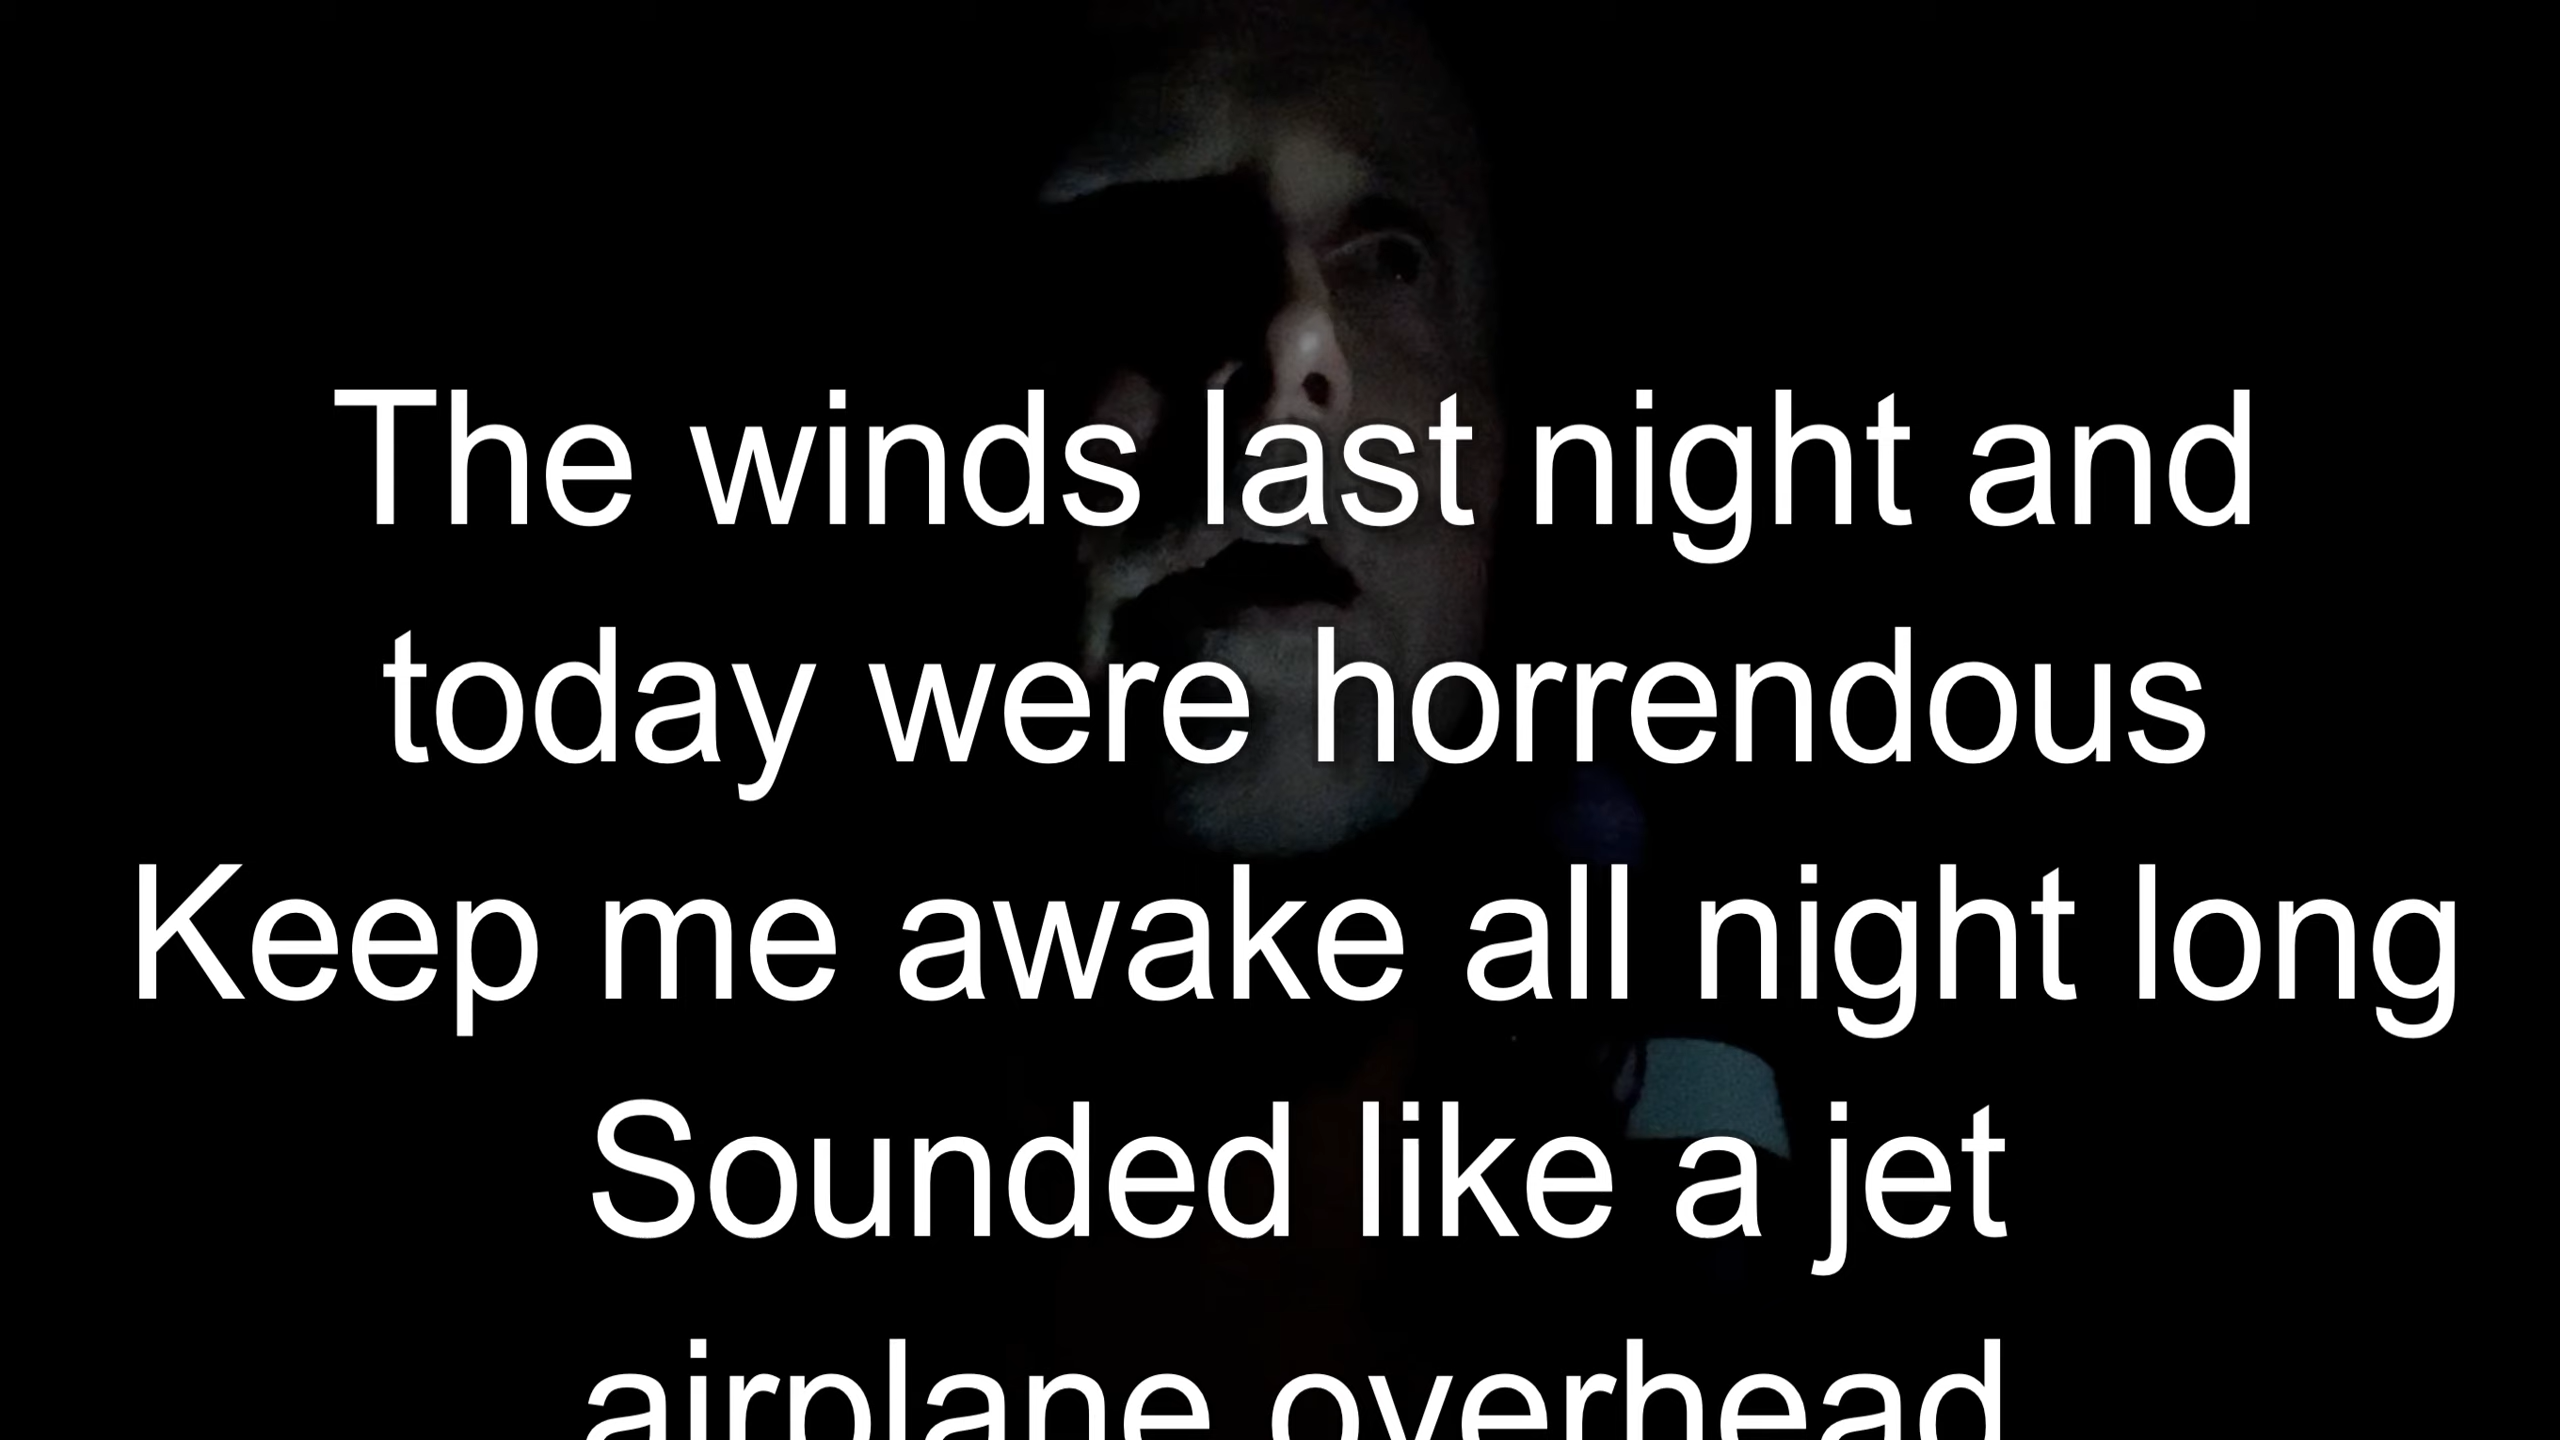 The winds last night and
today were horrendous
Keep me awake all night long
Sounded like a jet
airplane overhead